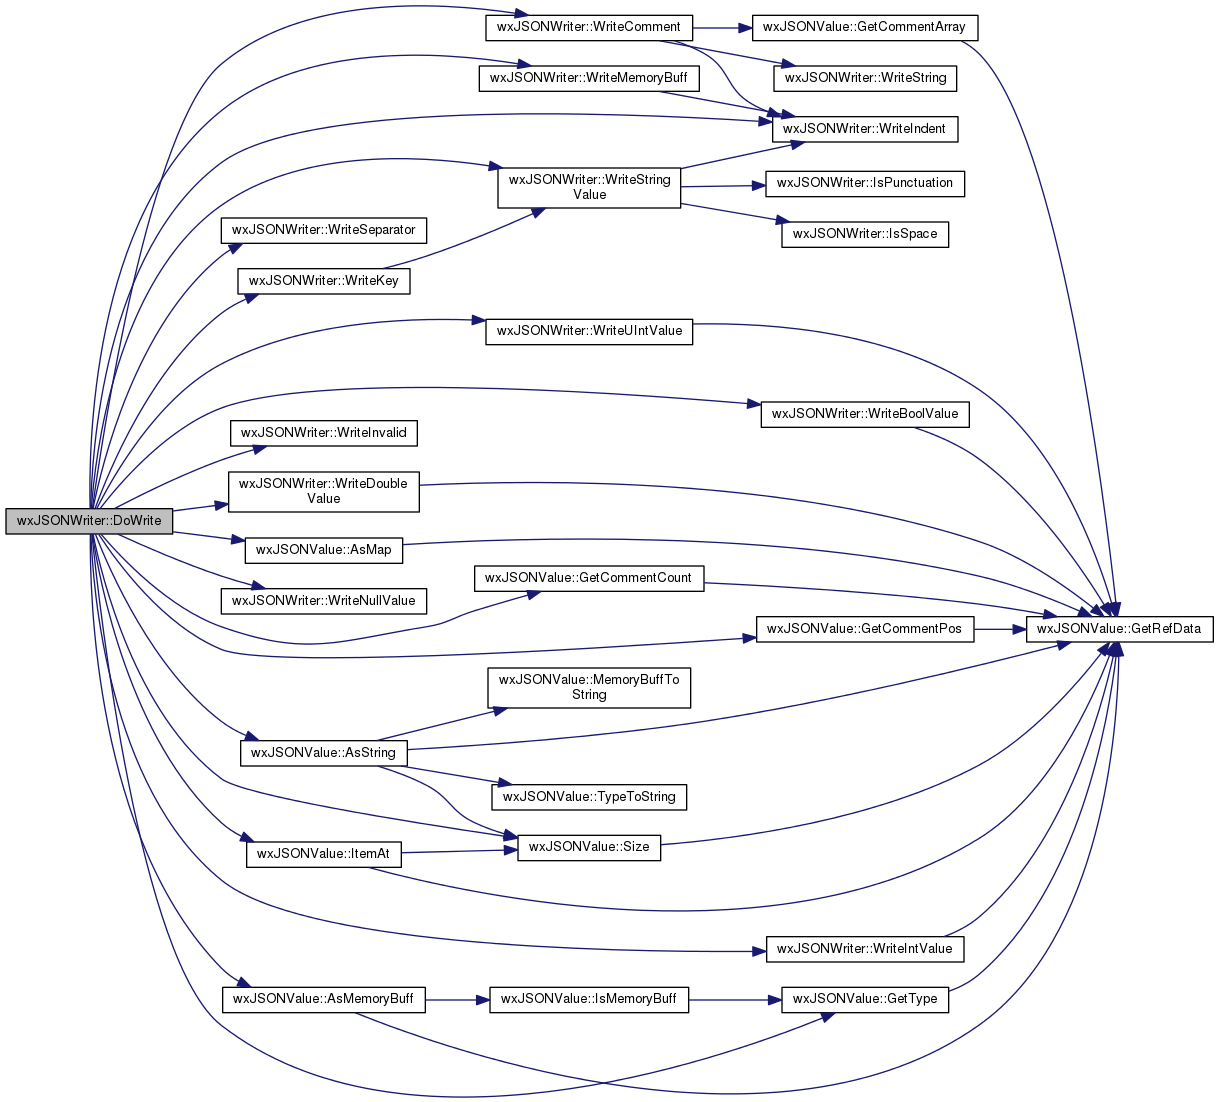 wxJSONWriter::WriteComment
wxJSONValue::GetCommentArray
wxJSONWriter::WriteMemoryBuff
wxJSONWriter::WriteString
wxJSONWriter::WriteIndent
wxJSONWriter::WriteString
Value
wxJSONWriter::IsPunctuation
wxJSONWriter::WriteSeparator
wxJSONWriter::IsSpace
wxJSONWriter::WriteKey
wxJSONWriter::WriteUIntValue
wxJSONWriter::WriteBoolValue
wxJSONWriter::WriteInvalid
wxJSONWriter::WriteDouble
Value
wxJSONWriter::DoWrite
wxJSONValue::AsMap
wxJSONValue::GetCommentCount
wxJSONWriter::WriteNullValue
wxJSONValue::GetCommentPos
wxJSONValue::GetRefData
wxJSONValue::MemoryBuffTo
String
wxJSONValue::AsString
wxJSONValue::TypeToString
wxJSONValue::Size
wxJSONValue::ItemAt
wxJSONWriter::WriteIntValue
wxJSONValue::AsMemoryBuff
wxJSONValue::IsMemoryBuff
wxJSONValue::GetType